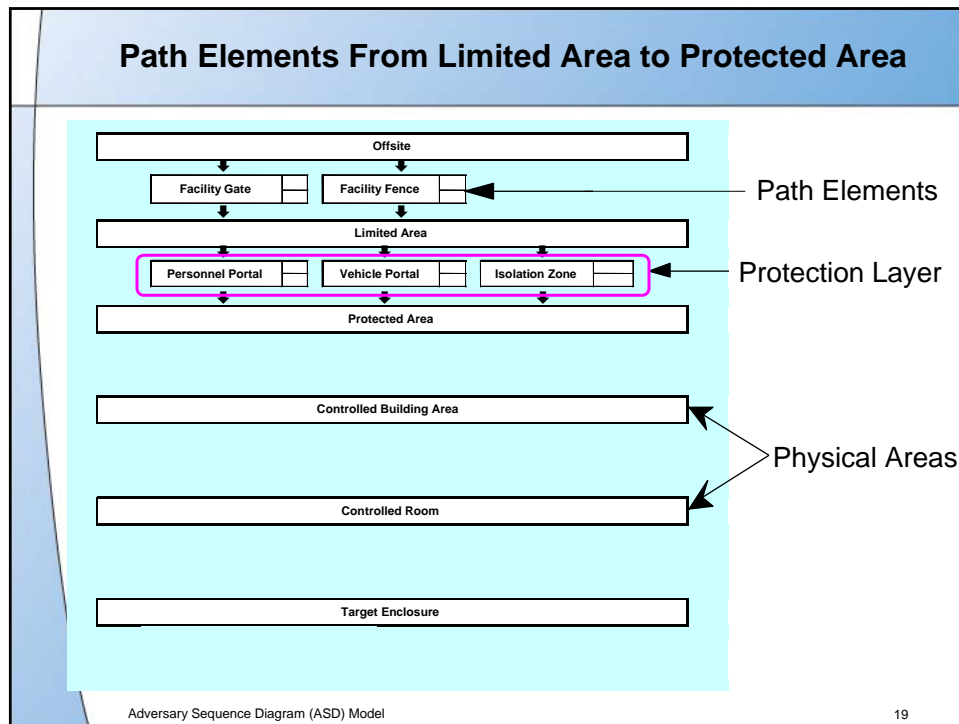 Path Elements From Limited Area to Protected Area
Offsite
Facility Gate
Facility Fence
Path Elements
Limited Area
Personnel Portal
Vehicle Portal
Isolation Zone
Protection Layer
Protected Area
Controlled Building Area
Physical Areas
Controlled Room
Target Enclosure
Adversary Sequence Diagram (ASD) Model
19